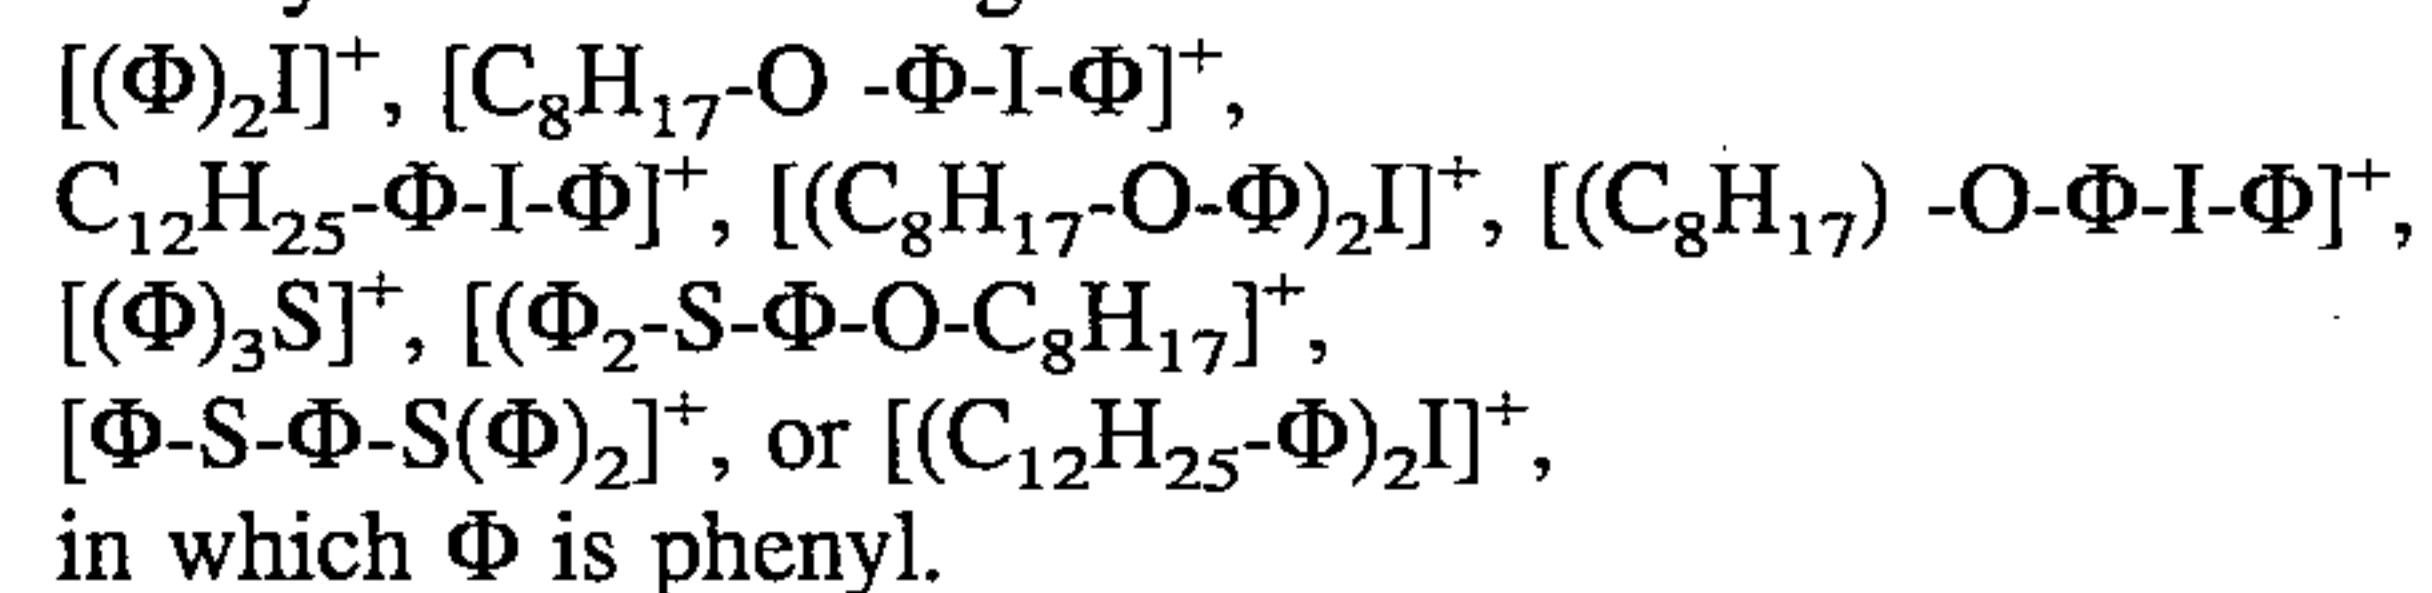 [(Φ)₂I]⁺, [C₈H₁₇-O -Φ-I-Φ]⁺,
C₁₂H₂₅-Φ-I-Φ]⁺, [(C₈H₁₇-O-Φ)₂I]⁺, [(C₈H₁₇) -O-Φ-I-Φ]⁺,
[(Φ)₃S]⁺, [(Φ₂-S-Φ-O-C₈H₁₇]⁺,
[Φ-S-Φ-S(Φ)₂]⁺, or [(C₁₂H₂₅-Φ)₂I]⁺,
in which Φ is phenyl.